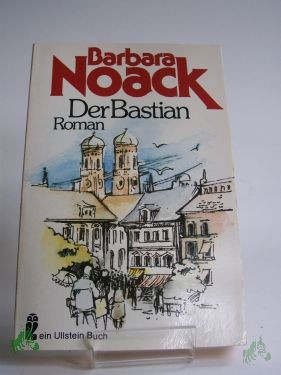 Barbara
Noack
Der Bastian
Roman
ein Ullstein Buch